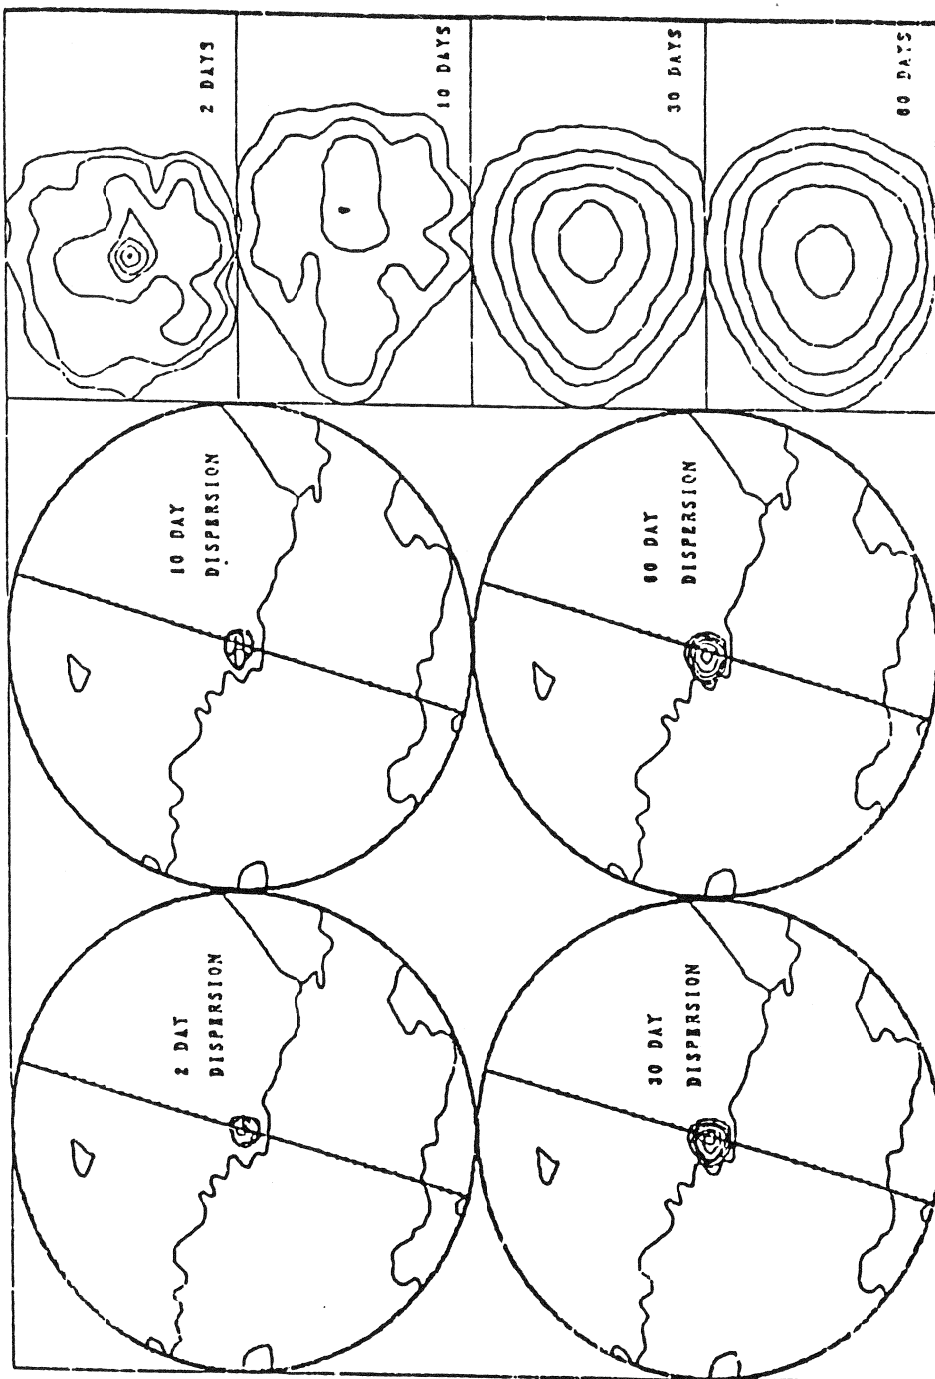 2 DAY
DISPERSION
10 DAY
DISPERSION
30 DAY
DISPERSION
60 DAY
DISPERSION
2 DAYS
10 DAYS
30 DAYS
60 DAYS